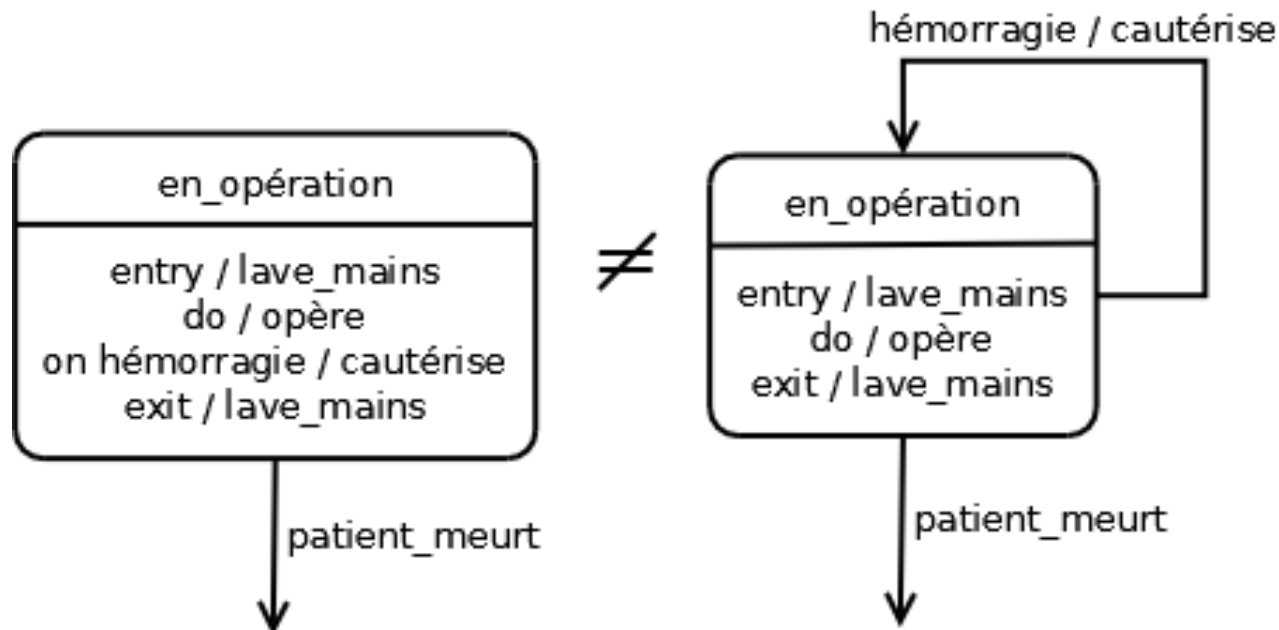 en_opération
entry / lave_mains
do / opère
on hémorragie / cautérise
exit / lave_mains
patient_meurt
≠
hémorragie / cautérise
en_opération
entry / lave_mains
do / opère
exit / lave_mains
patient_meurt